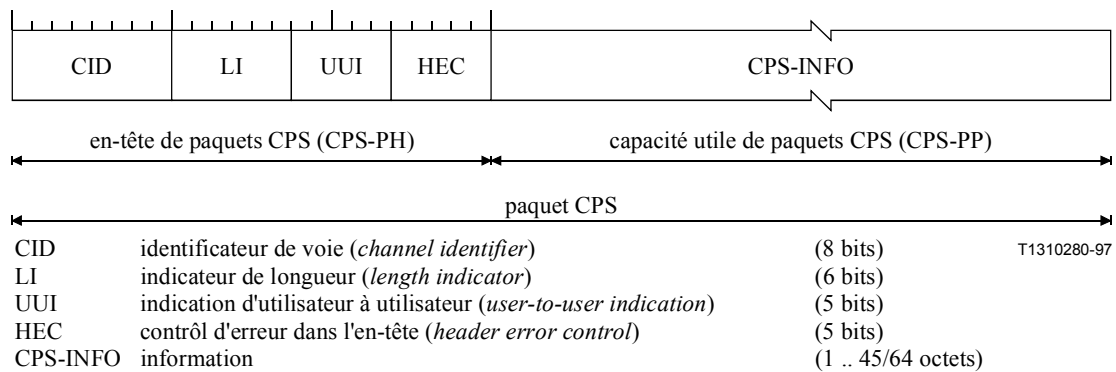 CID LI UUI HEC CPS-INFO
en-tête de paquets CPS (CPS-PH) capacité utile de paquets CPS (CPS-PP)
paquet CPS
CID identificateur de voie (channel identifier) (8 bits) T1310280-97
LI indicateur de longueur (length indicator) (6 bits)
UUI indication d'utilisateur à utilisateur (user-to-user indication) (5 bits)
HEC contrôl d'erreur dans l'en-tête (header error control) (5 bits)
CPS-INFO information (1 .. 45/64 octets)